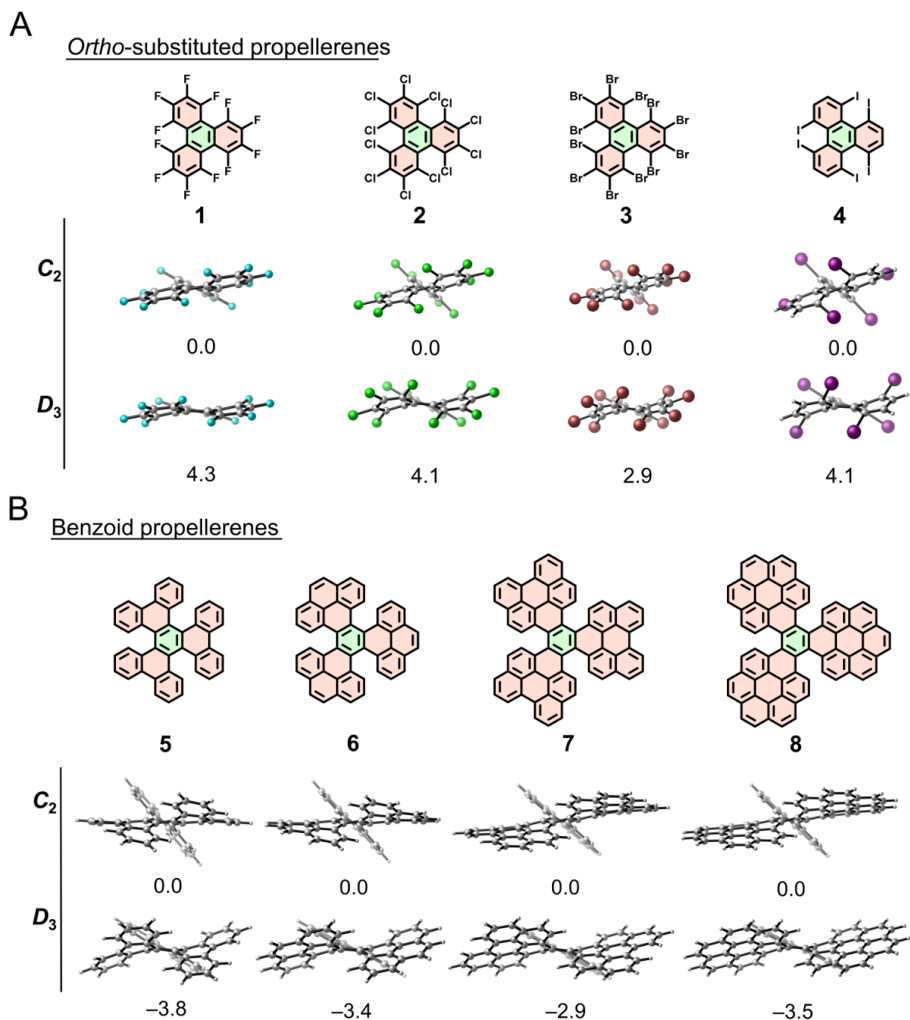 A
Ortho-substituted propellerenes
F F F F F F F F F F F F
Cl Cl Cl Cl Cl Cl Cl Cl Cl Cl Cl Cl
Br Br Br Br Br Br Br Br Br Br Br Br
I I I I I I
1 2 3 4
C2
0.0 0.0 0.0 0.0
D3
4.3 4.1 2.9 4.1
B
Benzoid propellerenes
5 6 7 8
C2
0.0 0.0 0.0 0.0
D3
–3.8 –3.4 –2.9 –3.5